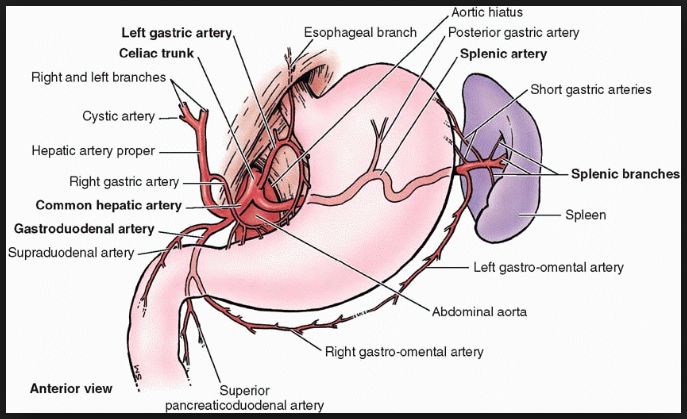 Left gastric artery
Celiac trunk
Right and left branches
Cystic artery
Hepatic artery proper
Right gastric artery
Common hepatic artery
Gastroduodenal artery
Supraduodenal artery
Esophageal branch
Aortic hiatus
Posterior gastric artery
Splenic artery
Short gastric arteries
Splenic branches
Spleen
Left gastro-omental artery
Abdominal aorta
Right gastro-omental artery
Superior
pancreaticoduodenal artery
Anterior view